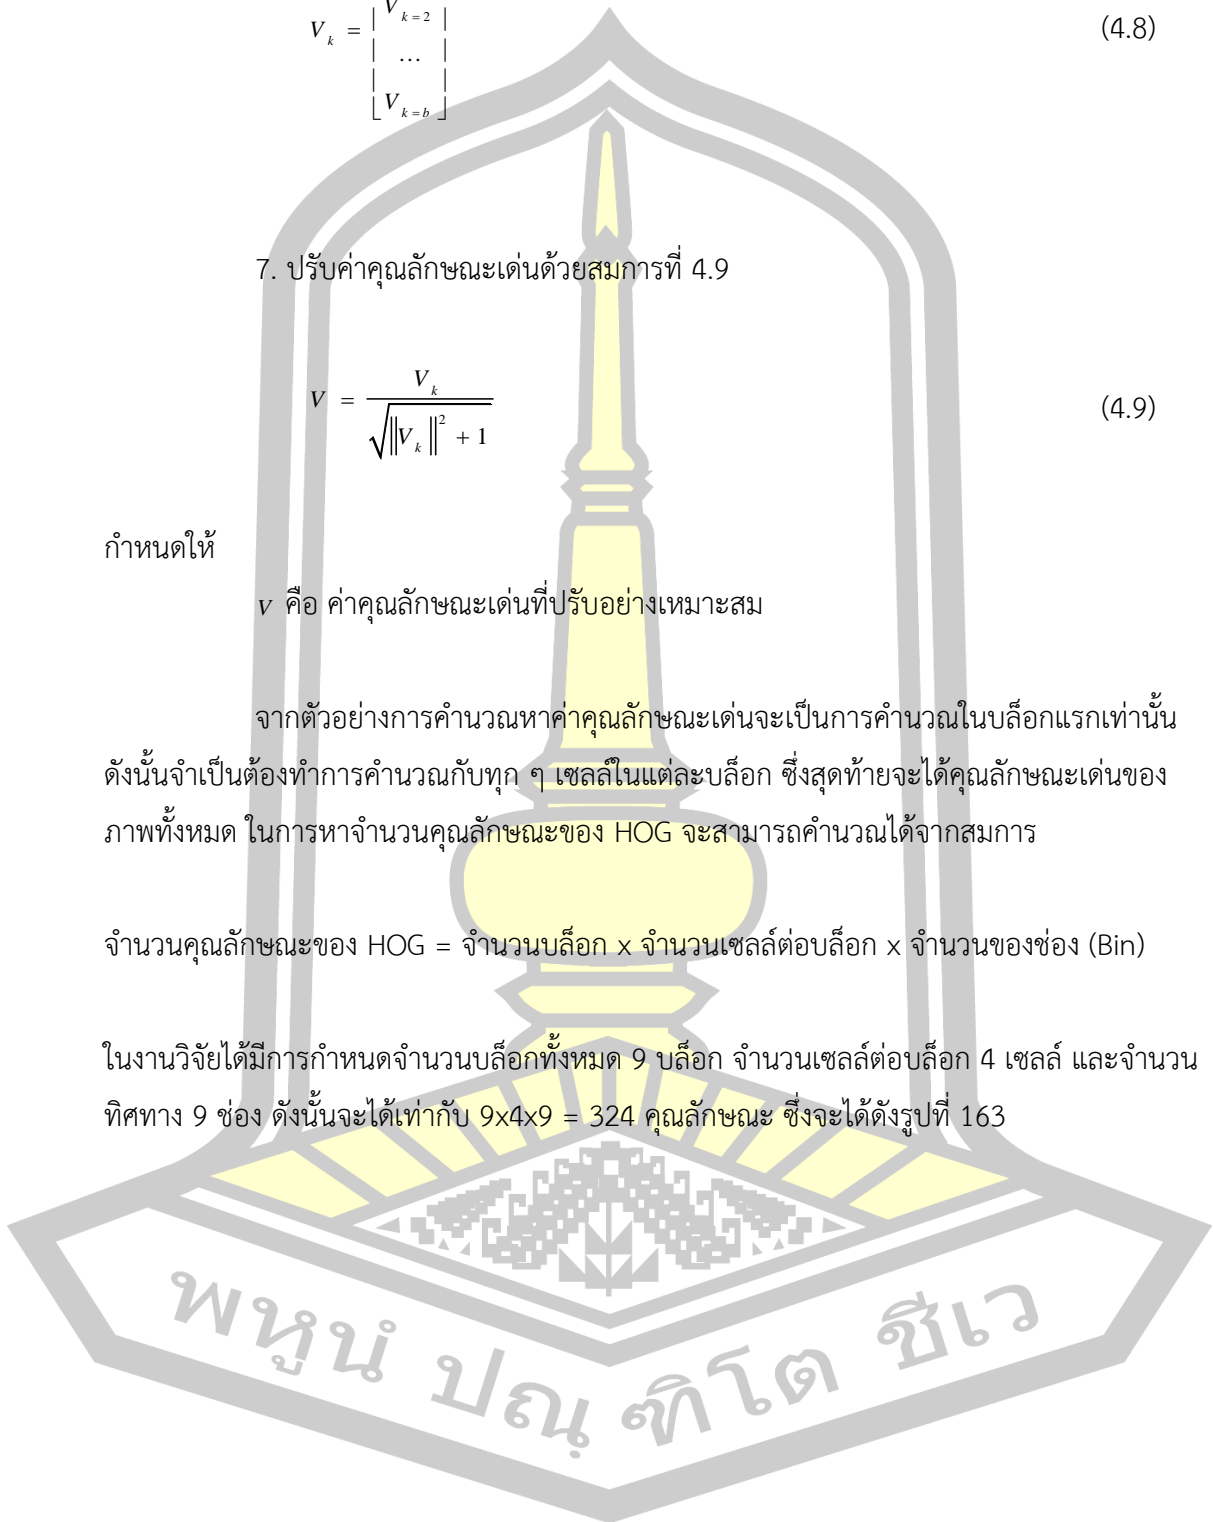 V_{k=2}
V_k = (4.8)
...
V_{k=b}
7. ปรับค่าคุณลักษณะเด่นด้วยสมการที่ 4.9
V = \frac{V_k}{\sqrt{\|V_k\|^2 + 1}} (4.9)
กำหนดให้
V คือ ค่าคุณลักษณะเด่นที่ปรับอย่างเหมาะสม
จากตัวอย่างการคำนวณหาค่าคุณลักษณะเด่นจะเป็นการคำนวณในบล็อกแรกเท่านั้น
ดังนั้นจำเป็นต้องทำการคำนวณกับทุก ๆ เซลล์ในแต่ละบล็อก ซึ่งสุดท้ายจะได้คุณลักษณะเด่นของ
ภาพทั้งหมด ในการหาจำนวนคุณลักษณะของ HOG จะสามารถคำนวณได้จากสมการ
จำนวนคุณลักษณะของ HOG = จำนวนบล็อก x จำนวนเซลล์ต่อบล็อก x จำนวนของช่อง (Bin)
ในงานวิจัยได้มีการกำหนดจำนวนบล็อกทั้งหมด 9 บล็อก จำนวนเซลล์ต่อบล็อก 4 เซลล์ และจำนวน
ทิศทาง 9 ช่อง ดังนั้นจะได้เท่ากับ 9x4x9 = 324 คุณลักษณะ ซึ่งจะได้ดังรูปที่ 163
พหูนํ ปณฺ ฑิโต ชีเว